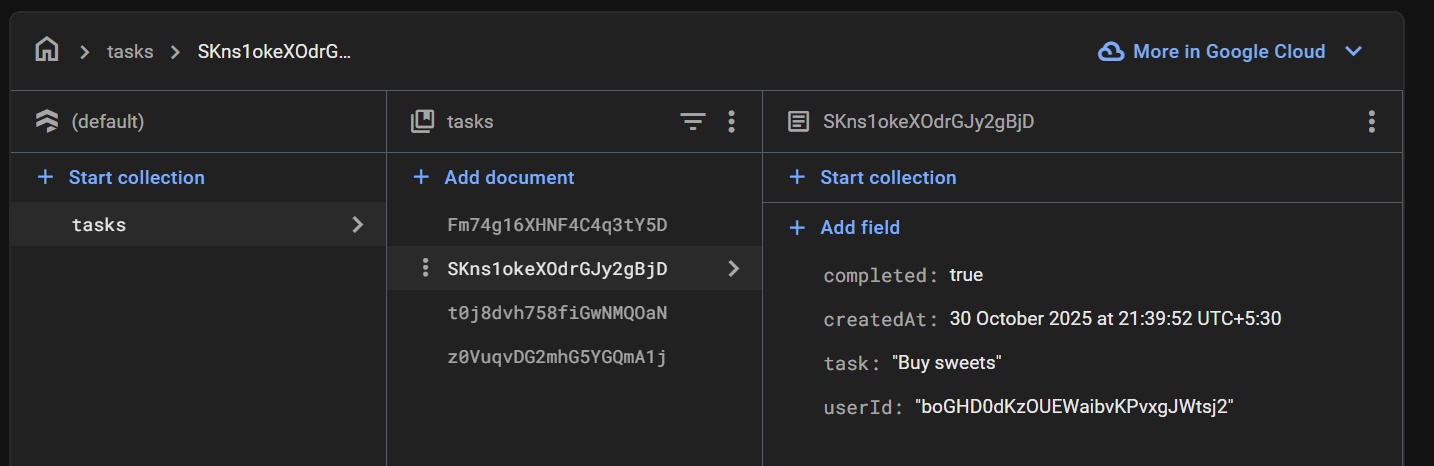 tasks SKns1okeXOdrG... More in Google Cloud
(default) tasks SKns1okeXOdrGJy2gBjD
Start collection Add document Start collection
tasks Fm74g16XHNF4C4q3tY5D Add field
SKns1okeXOdrGJy2gBjD completed: true
t0j8dvh758fiGwNMQOaN createdAt: 30 October 2025 at 21:39:52 UTC+5:30
z0VuqvDG2mhG5YGQmA1j task: "Buy sweets"
userId: "boGHD0dKzOUEWaibvKPvxgJWtsj2"